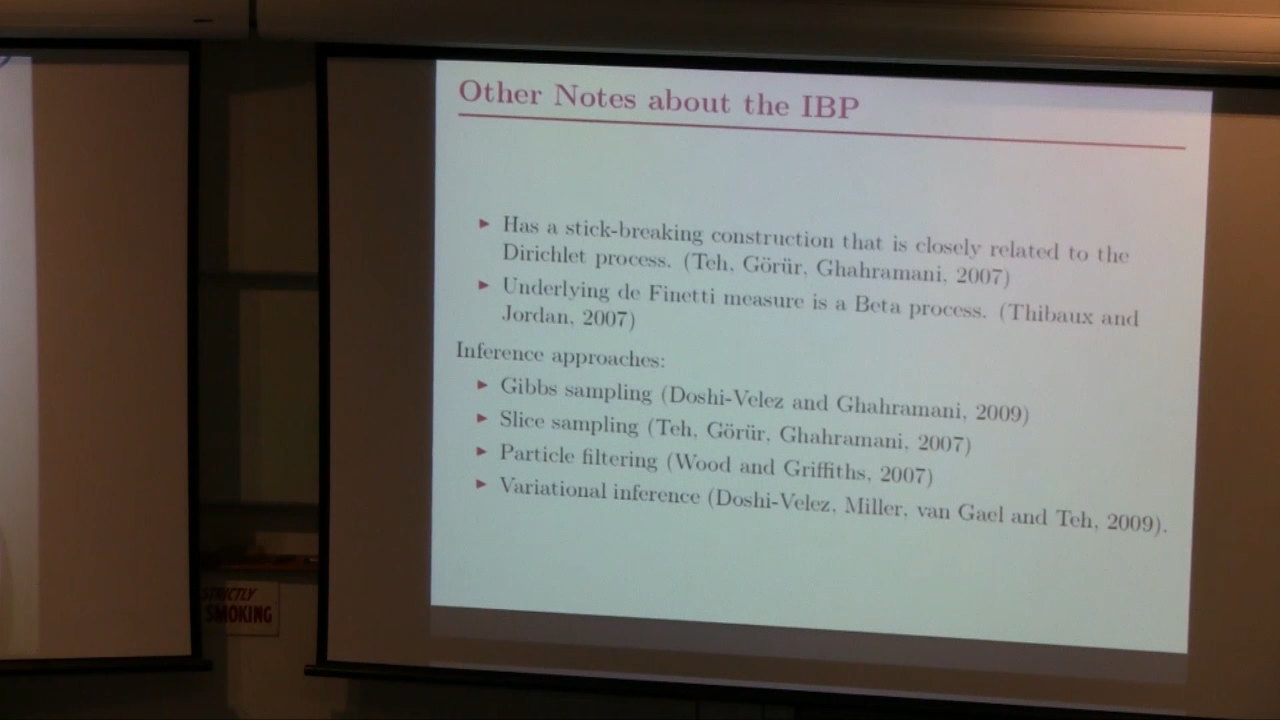 Other Notes about the IBP
▶ Has a stick-breaking construction that is closely related to the
Dirichlet process. (Teh, Görür, Ghahramani, 2007)
▶ Underlying de Finetti measure is a Beta process. (Thibaux and
Jordan, 2007)
Inference approaches:
▶ Gibbs sampling (Doshi-Velez and Ghahramani, 2009)
▶ Slice sampling (Teh, Görür, Ghahramani, 2007)
▶ Particle filtering (Wood and Griffiths, 2007)
▶ Variational inference (Doshi-Velez, Miller, van Gael and Teh, 2009).
STRICTLY
SMOKING